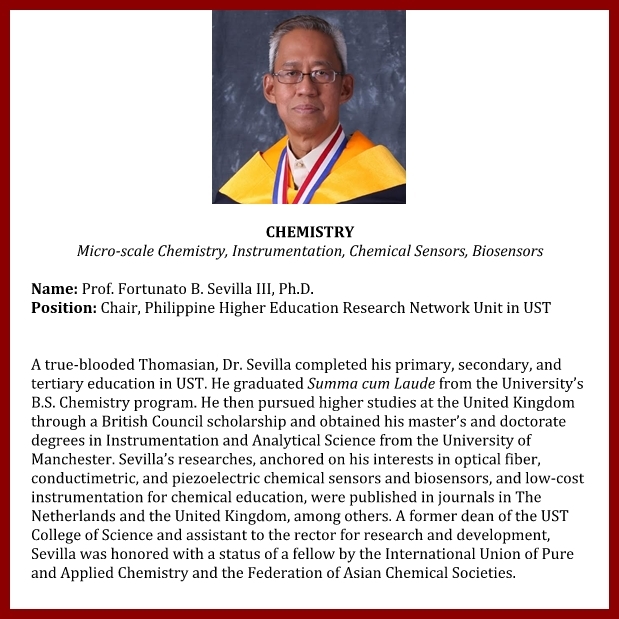 CHEMISTRY
Micro-scale Chemistry, Instrumentation, Chemical Sensors, Biosensors
Name: Prof. Fortunato B. Sevilla III, Ph.D.
Position: Chair, Philippine Higher Education Research Network Unit in UST
A true-blooded Thomasian, Dr. Sevilla completed his primary, secondary, and
tertiary education in UST. He graduated Summa cum Laude from the University’s
B.S. Chemistry program. He then pursued higher studies at the United Kingdom
through a British Council scholarship and obtained his master’s and doctorate
degrees in Instrumentation and Analytical Science from the University of
Manchester. Sevilla’s researches, anchored on his interests in optical fiber,
conductimetric, and piezoelectric chemical sensors and biosensors, and low-cost
instrumentation for chemical education, were published in journals in The
Netherlands and the United Kingdom, among others. A former dean of the UST
College of Science and assistant to the rector for research and development,
Sevilla was honored with a status of a fellow by the International Union of Pure
and Applied Chemistry and the Federation of Asian Chemical Societies.